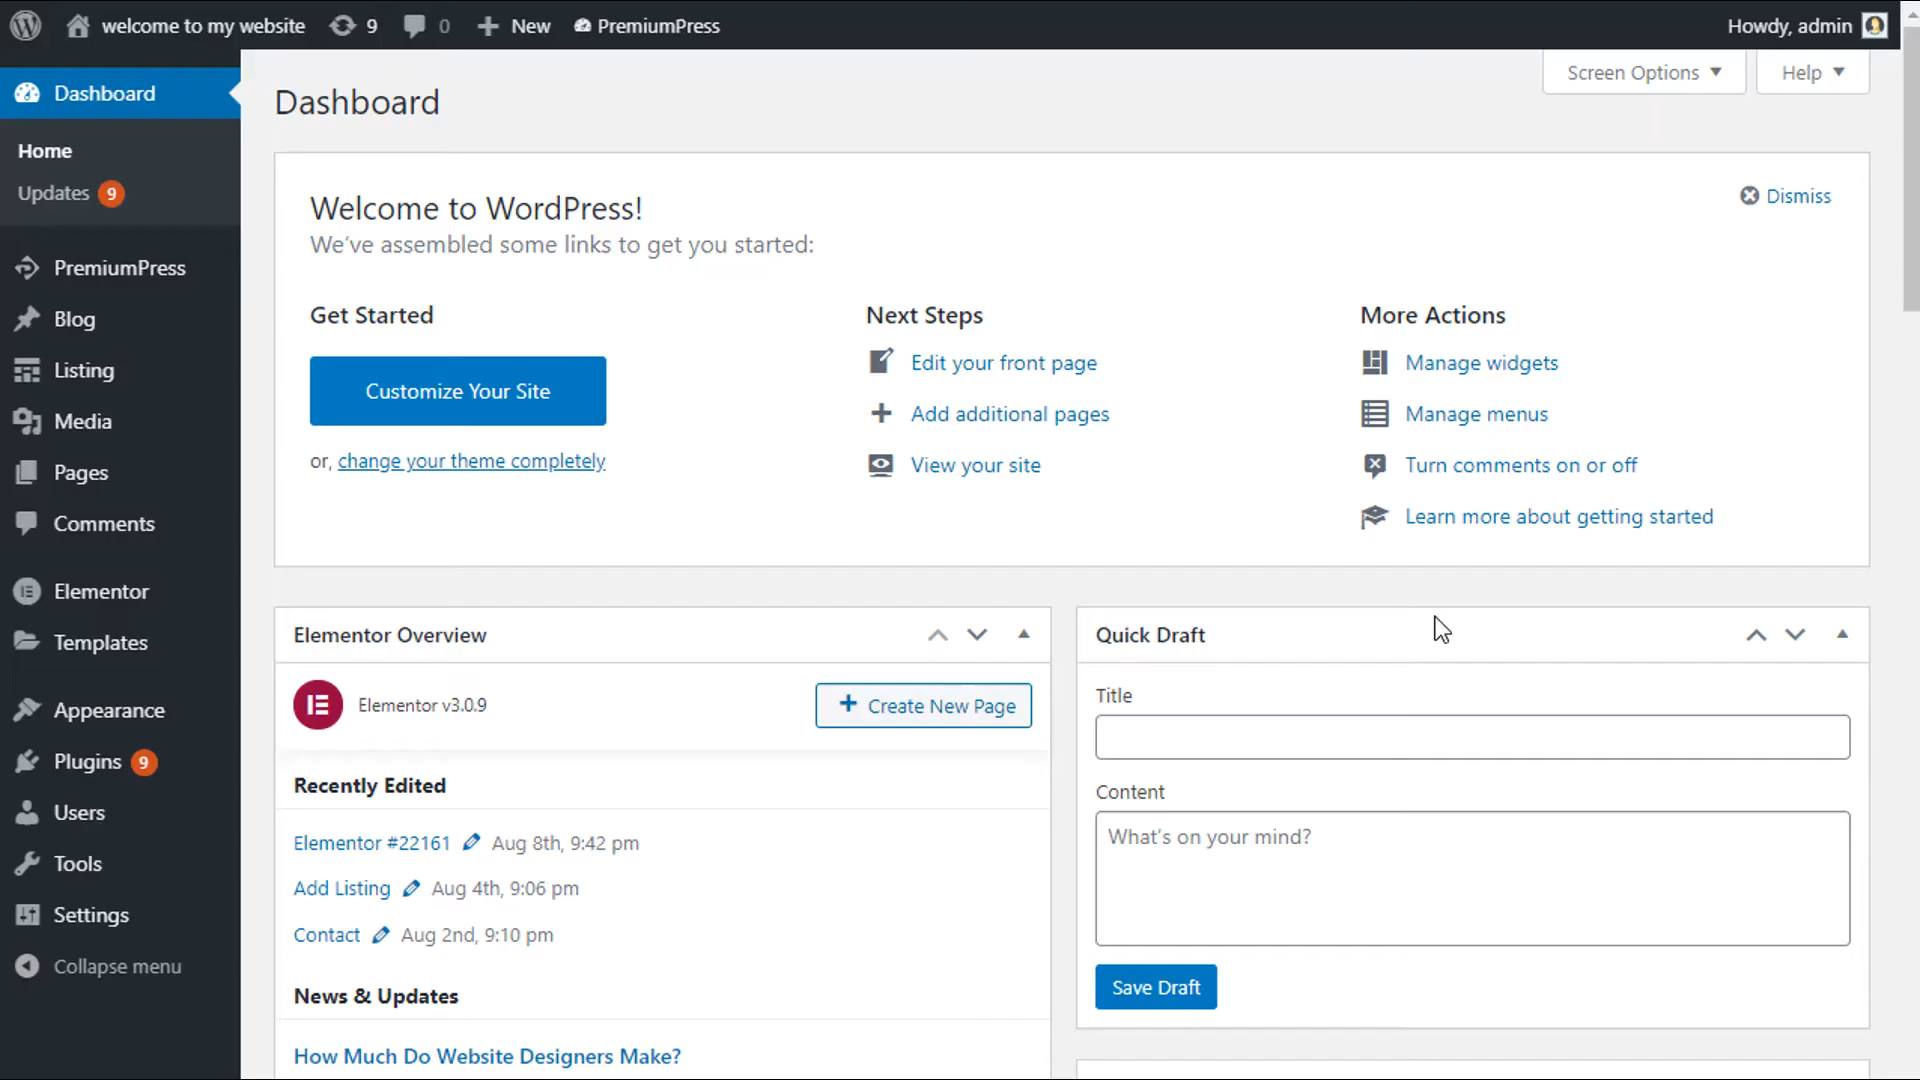 welcome to my website 9 0 New PremiumPress Howdy, admin
Screen Options Help
Dashboard
Home
Updates 9
PremiumPress
Blog
Listing
Media
Pages
Comments
Elementor
Templates
Appearance
Plugins 9
Users
Tools
Settings
Collapse menu
Dashboard
Welcome to WordPress!
We've assembled some links to get you started:
Dismiss
Get Started
Customize Your Site
or, change your theme completely
Next Steps
Edit your front page
Add additional pages
View your site
More Actions
Manage widgets
Manage menus
Turn comments on or off
Learn more about getting started
Elementor Overview
Elementor v3.0.9
Create New Page
Recently Edited
Elementor #22161 Aug 8th, 9:42 pm
Add Listing Aug 4th, 9:06 pm
Contact Aug 2nd, 9:10 pm
News & Updates
How Much Do Website Designers Make?
Quick Draft
Title
Content
What's on your mind?
Save Draft